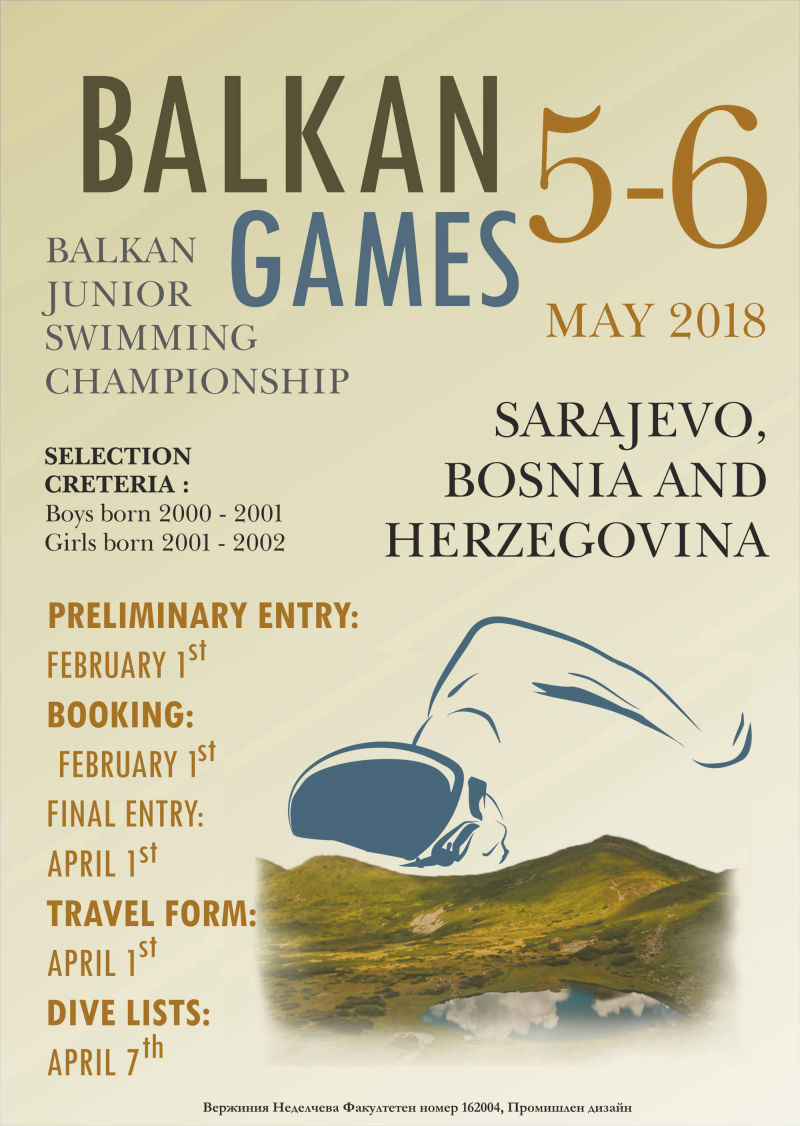 BALKAN
GAMES
5-6
MAY 2018
BALKAN
JUNIOR
SWIMMING
CHAMPIONSHIP
SARAJEVO,
BOSNIA AND
HERZEGOVINA
SELECTION
CRETERIA :
Boys born 2000 - 2001
Girls born 2001 - 2002
PRELIMINARY ENTRY:
FEBRUARY 1st
BOOKING:
FEBRUARY 1st
FINAL ENTRY:
APRIL 1st
TRAVEL FORM:
APRIL 1st
DIVE LISTS:
APRIL 7th
Вержиния Неделчева Факултетен номер 162004, Промишлен дизайн